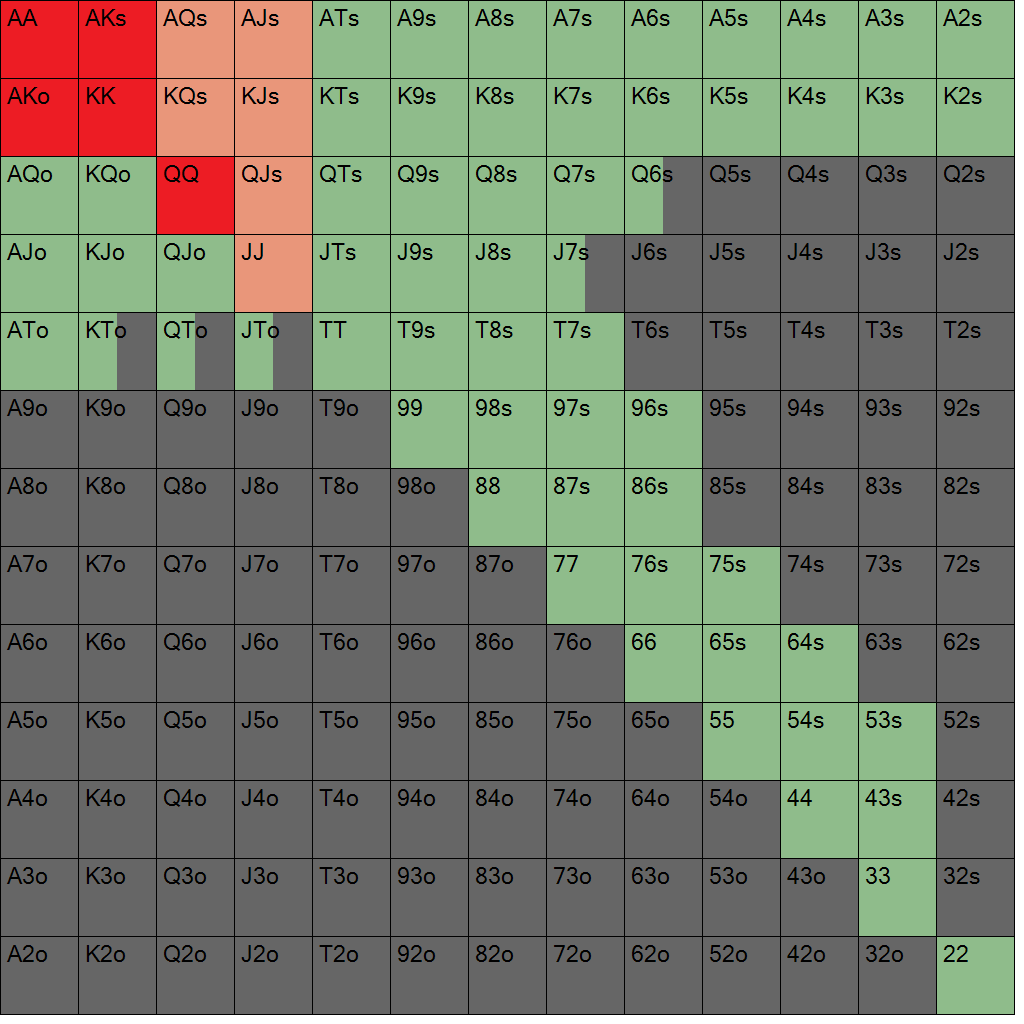 AA AKs AQs AJs ATs A9s A8s A7s A6s A5s A4s A3s A2s
AKo KK KQs KJs KTs K9s K8s K7s K6s K5s K4s K3s K2s
AQo KQo QQ QJs QTs Q9s Q8s Q7s Q6s Q5s Q4s Q3s Q2s
AJo KJo QJo JJ JTs J9s J8s J7s J6s J5s J4s J3s J2s
ATo KTo QTo JTo TT T9s T8s T7s T6s T5s T4s T3s T2s
A9o K9o Q9o J9o T9o 99 98s 97s 96s 95s 94s 93s 92s
A8o K8o Q8o J8o T8o 98o 88 87s 86s 85s 84s 83s 82s
A7o K7o Q7o J7o T7o 97o 87o 77 76s 75s 74s 73s 72s
A6o K6o Q6o J6o T6o 96o 86o 76o 66 65s 64s 63s 62s
A5o K5o Q5o J5o T5o 95o 85o 75o 65o 55 54s 53s 52s
A4o K4o Q4o J4o T4o 94o 84o 74o 64o 54o 44 43s 42s
A3o K3o Q3o J3o T3o 93o 83o 73o 63o 53o 43o 33 32s
A2o K2o Q2o J2o T2o 92o 82o 72o 62o 52o 42o 32o 22